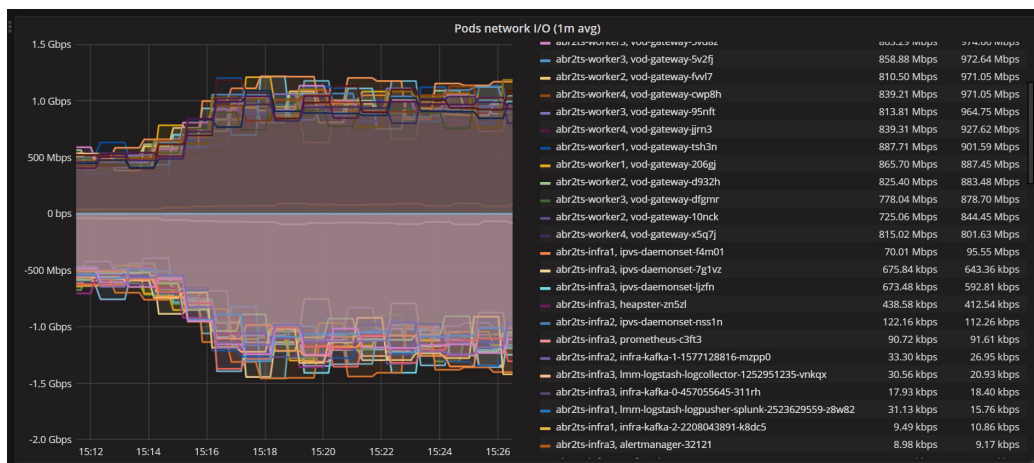 Pods network I/O (1m avg)
1.5 Gbps
1.0 Gbps
500 Mbps
0 bps
-500 Mbps
-1.0 Gbps
-1.5 Gbps
-2.0 Gbps
15:12 15:14 15:16 15:18 15:20 15:22 15:24 15:26
abr2ts-worker3, vod-gateway-5v2fj 858.88 Mbps 972.64 Mbps
abr2ts-worker2, vod-gateway-fwvl7 810.50 Mbps 971.05 Mbps
abr2ts-worker4, vod-gateway-cwp8h 839.21 Mbps 971.05 Mbps
abr2ts-worker3, vod-gateway-95nft 813.81 Mbps 964.75 Mbps
abr2ts-worker4, vod-gateway-jjrn3 839.31 Mbps 927.62 Mbps
abr2ts-worker1, vod-gateway-tsh3n 887.71 Mbps 901.59 Mbps
abr2ts-worker1, vod-gateway-206gj 865.70 Mbps 887.45 Mbps
abr2ts-worker2, vod-gateway-d932h 825.40 Mbps 883.48 Mbps
abr2ts-worker3, vod-gateway-dfgmr 778.04 Mbps 878.70 Mbps
abr2ts-worker2, vod-gateway-10nck 725.06 Mbps 844.45 Mbps
abr2ts-worker4, vod-gateway-x5q7j 815.02 Mbps 801.63 Mbps
abr2ts-infra1, ipvs-daemonset-f4m01 70.01 Mbps 95.55 Mbps
abr2ts-infra3, ipvs-daemonset-7g1vz 675.84 kbps 643.36 kbps
abr2ts-infra3, ipvs-daemonset-ljzfn 673.48 kbps 592.81 kbps
abr2ts-infra3, heapster-zn5zl 438.58 kbps 412.54 kbps
abr2ts-infra2, ipvs-daemonset-nss1n 122.16 kbps 112.26 kbps
abr2ts-infra3, prometheus-c3ft3 90.72 kbps 91.61 kbps
abr2ts-infra2, infra-kafka-1-1577128816-mzpp0 33.30 kbps 26.95 kbps
abr2ts-infra3, lmm-logstash-logcollector-1252951235-vnkqx 30.56 kbps 20.93 kbps
abr2ts-infra3, infra-kafka-0-457055645-311rh 17.93 kbps 18.40 kbps
abr2ts-infra1, lmm-logstash-logpusher-splunk-2523629559-z8w82 31.13 kbps 15.76 kbps
abr2ts-infra1, infra-kafka-2-2208043891-k8dc5 9.49 kbps 10.86 kbps
abr2ts-infra3, alertmanager-32121 8.98 kbps 9.17 kbps